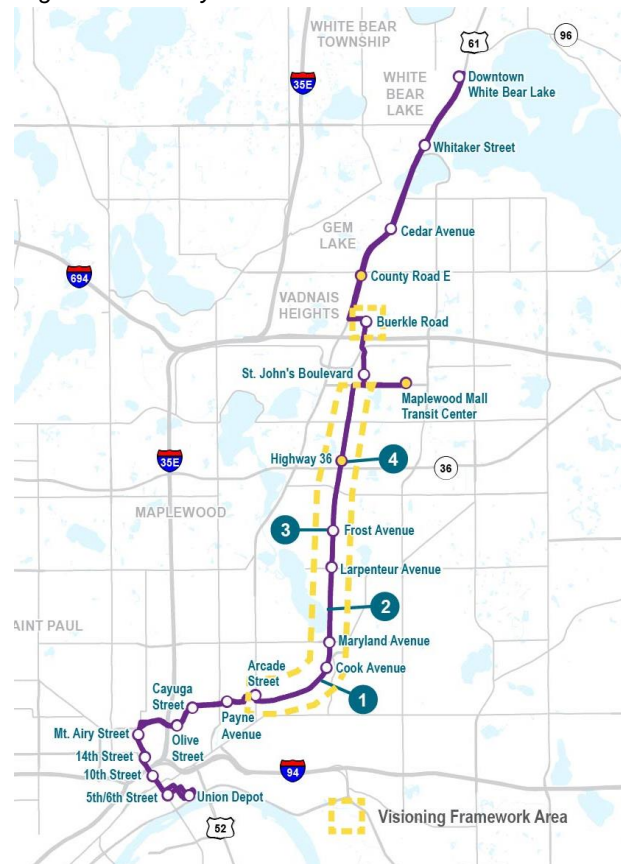 WHITE BEAR
TOWNSHIP
61
96
35E
WHITE
BEAR
LAKE
Downtown
White Bear Lake
Whitaker Street
GEM
LAKE
Cedar Avenue
694
County Road E
VADNAIS
HEIGHTS
Buerkle Road
St. John's Boulevard
Maplewood Mall
Transit Center
Highway 36
4
36
35E
MAPLEWOOD
3
Frost Avenue
Larpenteur Avenue
2
AINT PAUL
Maryland Avenue
Arcade
Street
Cook Avenue
Cayuga
Street
1
Payne
Avenue
Mt. Airy Street
Olive
Street
14th Street
10th Street
94
5th/6th Street
Union Depot
52
Visioning Framework Area